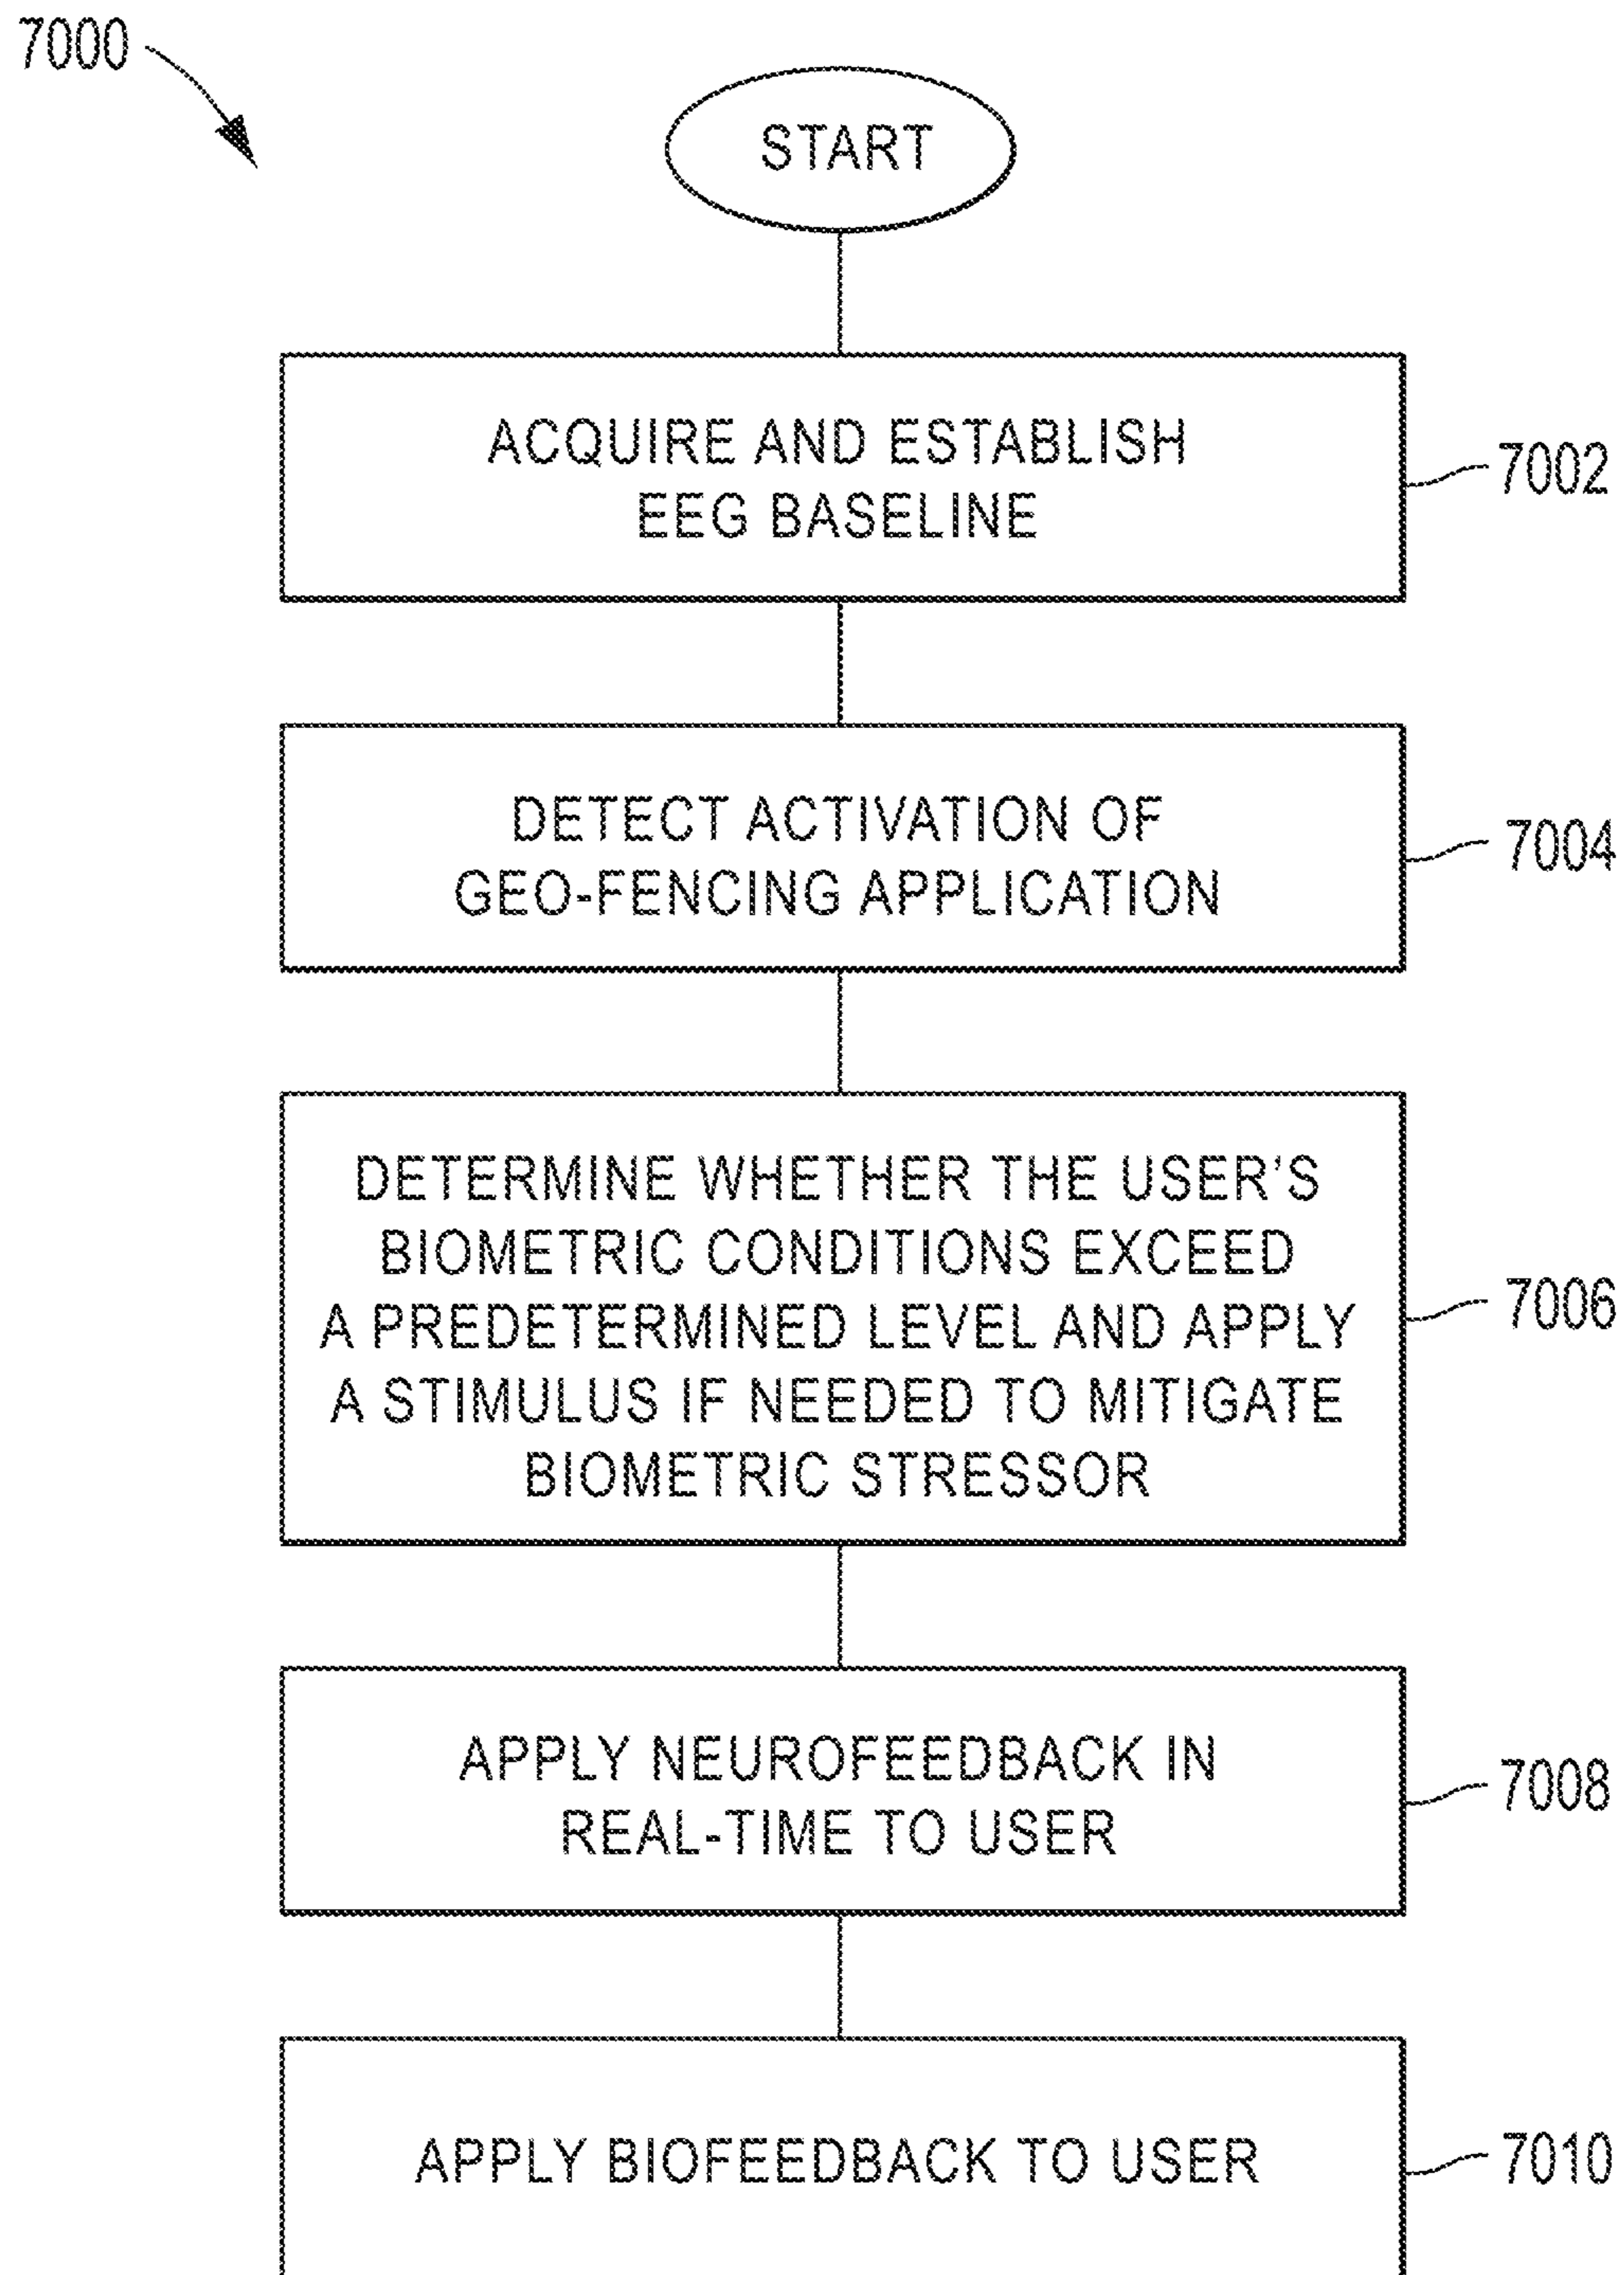 7000
START
ACQUIRE AND ESTABLISH
EEG BASELINE
7002
DETECT ACTIVATION OF
GEO-FENCING APPLICATION
7004
DETERMINE WHETHER THE USER'S
BIOMETRIC CONDITIONS EXCEED
A PREDETERMINED LEVEL AND APPLY
A STIMULUS IF NEEDED TO MITIGATE
BIOMETRIC STRESSOR
7006
APPLY NEUROFEEDBACK IN
REAL-TIME TO USER
7008
APPLY BIOFEEDBACK TO USER
7010